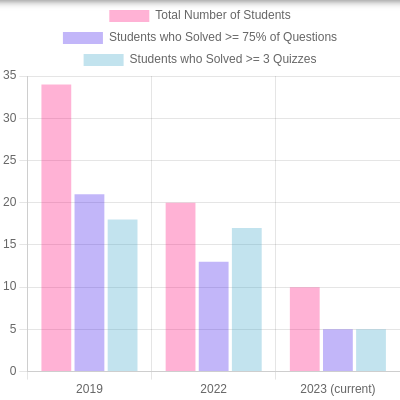 Total Number of Students
Students who Solved >= 75% of Questions
Students who Solved >= 3 Quizzes
35
30
25
20
15
10
5
0
2019 2022 2023 (current)